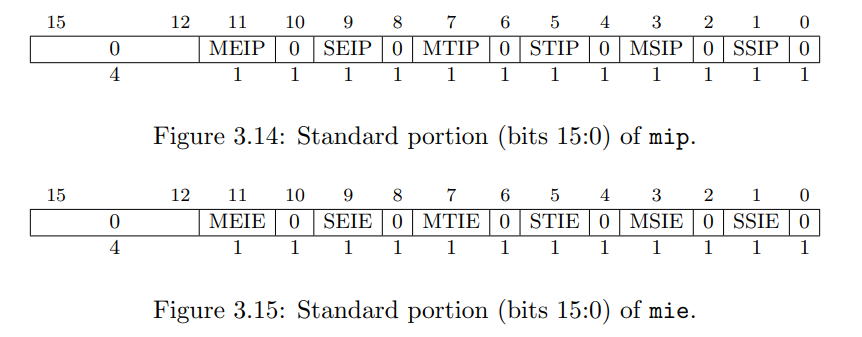 15 12 11 10 9 8 7 6 5 4 3 2 1 0
0 MEIP 0 SEIP 0 MTIP 0 STIP 0 MSIP 0 SSIP 0
4 1 1 1 1 1 1 1 1 1 1 1 1
Figure 3.14: Standard portion (bits 15:0) of mip.
15 12 11 10 9 8 7 6 5 4 3 2 1 0
0 MEIE 0 SEIE 0 MTIE 0 STIE 0 MSIE 0 SSIE 0
4 1 1 1 1 1 1 1 1 1 1 1 1
Figure 3.15: Standard portion (bits 15:0) of mie.